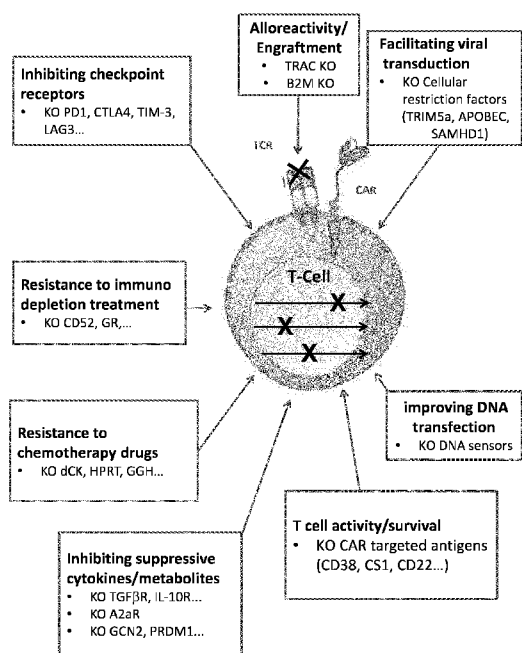 Alloreactivity/
Engraftment
• TRAC KO
• B2M KO
Facilitating viral
transduction
• KO Cellular
restriction factors
(TRIM5a, APOBEC,
SAMHD1)
Inhibiting checkpoint
receptors
• KO PD1, CTLA4, TIM-3,
LAG3...
TCR
CAR
T-Cell
X
X
X
Resistance to immuno
depletion treatment
• KO CD52, GR,...
improving DNA
transfection
• KO DNA sensors
Resistance to
chemotherapy drugs
• KO dCK, HPRT, GGH...
T cell activity/survival
• KO CAR targeted antigens
(CD38, CS1, CD22...)
Inhibiting suppressive
cytokines/metabolites
• KO TGFβR, IL-10R...
• KO A2aR
• KO GCN2, PRDM1...